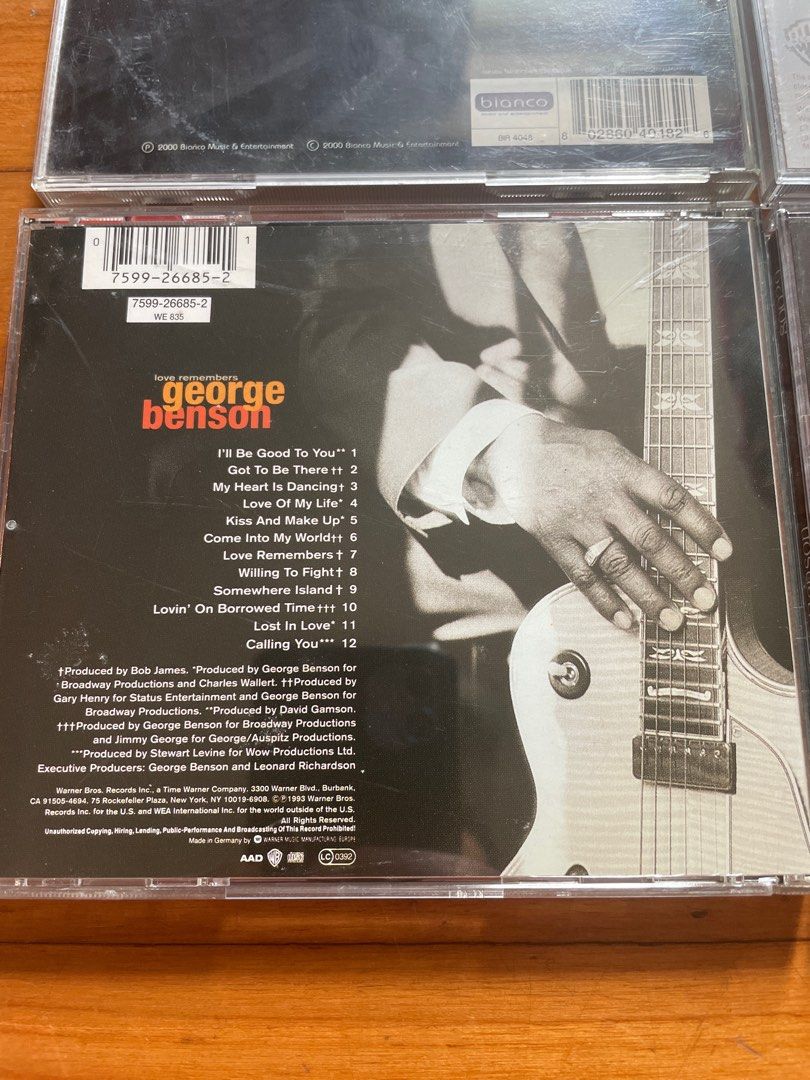 bianco
BIR 4048
8 02880 40182 6
℗ 2000 Bianco Music & Entertainment © 2000 Bianco Music & Entertainment
0 1
7599-26685-2
7599-26685-2
WE 835
love remembers
george
benson
I'll Be Good To You** 1
Got To Be There†† 2
My Heart Is Dancing† 3
Love Of My Life* 4
Kiss And Make Up* 5
Come Into My World†† 6
Love Remembers† 7
Willing To Fight† 8
Somewhere Island† 9
Lovin' On Borrowed Time††† 10
Lost In Love* 11
Calling You*** 12
†Produced by Bob James. *Produced by George Benson for
Broadway Productions and Charles Wallert. ††Produced by
Gary Henry for Status Entertainment and George Benson for
Broadway Productions. **Produced by David Gamson.
†††Produced by George Benson for Broadway Productions
and Jimmy George for George/Auspitz Productions.
***Produced by Stewart Levine for Wow Productions Ltd.
Executive Producers: George Benson and Leonard Richardson
Warner Bros. Records Inc., a Time Warner Company. 3300 Warner Blvd., Burbank,
CA 91505-4694. 75 Rockefeller Plaza, New York, NY 10019-6908. ©℗1993 Warner Bros.
Records Inc. for the U.S. and WEA International Inc. for the world outside of the U.S.
All Rights Reserved.
Unauthorized Copying, Hiring, Lending, Public-Performance And Broadcasting Of This Record Prohibited!
Made in Germany by WARNER MUSIC MANUFACTURING EUROPE
AAD WB LC 0392